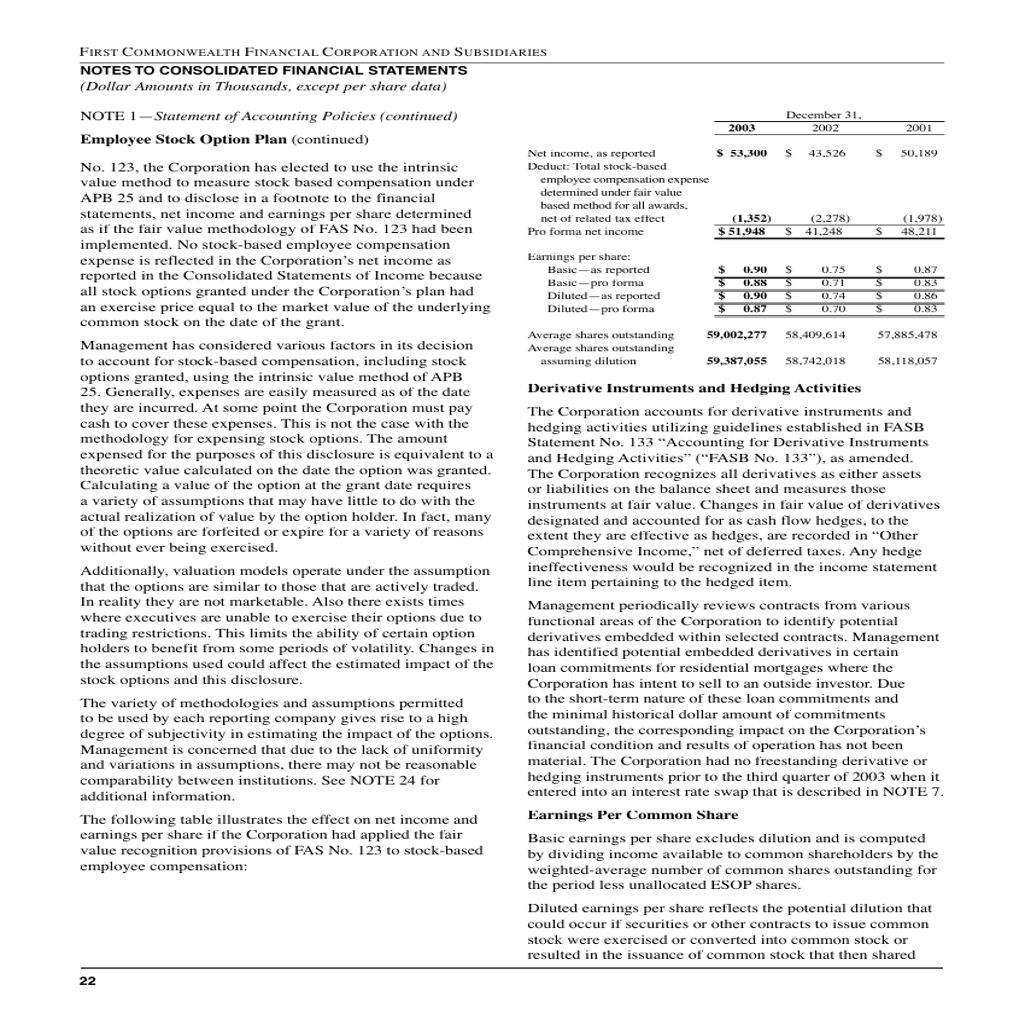 FIRST COMMONWEALTH FINANCIAL CORPORATION AND SUBSIDIARIES
NOTES TO CONSOLIDATED FINANCIAL STATEMENTS
(Dollar Amounts in Thousands, except per share data)
NOTE 1—Statement of Accounting Policies (continued)
Employee Stock Option Plan (continued)
No. 123, the Corporation has elected to use the intrinsic
value method to measure stock based compensation under
APB 25 and to disclose in a footnote to the financial
statements, net income and earnings per share determined
as if the fair value methodology of FAS No. 123 had been
implemented. No stock-based employee compensation
expense is reflected in the Corporation's net income as
reported in the Consolidated Statements of Income because
all stock options granted under the Corporation's plan had
an exercise price equal to the market value of the underlying
common stock on the date of the grant.
Management has considered various factors in its decision
to account for stock-based compensation, including stock
options granted, using the intrinsic value method of APB
25. Generally, expenses are easily measured as of the date
they are incurred. At some point the Corporation must pay
cash to cover these expenses. This is not the case with the
methodology for expensing stock options. The amount
expensed for the purposes of this disclosure is equivalent to a
theoretic value calculated on the date the option was granted.
Calculating a value of the option at the grant date requires
a variety of assumptions that may have little to do with the
actual realization of value by the option holder. In fact, many
of the options are forfeited or expire for a variety of reasons
without ever being exercised.
Additionally, valuation models operate under the assumption
that the options are similar to those that are actively traded.
In reality they are not marketable. Also there exists times
where executives are unable to exercise their options due to
trading restrictions. This limits the ability of certain option
holders to benefit from some periods of volatility. Changes in
the assumptions used could affect the estimated impact of the
stock options and this disclosure.
The variety of methodologies and assumptions permitted
to be used by each reporting company gives rise to a high
degree of subjectivity in estimating the impact of the options.
Management is concerned that due to the lack of uniformity
and variations in assumptions, there may not be reasonable
comparability between institutions. See NOTE 24 for
additional information.
The following table illustrates the effect on net income and
earnings per share if the Corporation had applied the fair
value recognition provisions of FAS No. 123 to stock-based
employee compensation:
December 31,
2003 2002 2001
Net income, as reported $ 53,300 $ 43,526 $ 50,189
Deduct: Total stock-based
employee compensation expense
determined under fair value
based method for all awards,
net of related tax effect (1,352) (2,278) (1,978)
Pro forma net income $ 51,948 $ 41,248 $ 48,211
Earnings per share:
Basic—as reported $ 0.90 $ 0.75 $ 0.87
Basic—pro forma $ 0.88 $ 0.71 $ 0.83
Diluted—as reported $ 0.90 $ 0.74 $ 0.86
Diluted—pro forma $ 0.87 $ 0.70 $ 0.83
Average shares outstanding 59,002,277 58,409,614 57,885,478
Average shares outstanding
assuming dilution 59,387,055 58,742,018 58,118,057
Derivative Instruments and Hedging Activities
The Corporation accounts for derivative instruments and
hedging activities utilizing guidelines established in FASB
Statement No. 133 "Accounting for Derivative Instruments
and Hedging Activities" ("FASB No. 133"), as amended.
The Corporation recognizes all derivatives as either assets
or liabilities on the balance sheet and measures those
instruments at fair value. Changes in fair value of derivatives
designated and accounted for as cash flow hedges, to the
extent they are effective as hedges, are recorded in "Other
Comprehensive Income," net of deferred taxes. Any hedge
ineffectiveness would be recognized in the income statement
line item pertaining to the hedged item.
Management periodically reviews contracts from various
functional areas of the Corporation to identify potential
derivatives embedded within selected contracts. Management
has identified potential embedded derivatives in certain
loan commitments for residential mortgages where the
Corporation has intent to sell to an outside investor. Due
to the short-term nature of these loan commitments and
the minimal historical dollar amount of commitments
outstanding, the corresponding impact on the Corporation's
financial condition and results of operation has not been
material. The Corporation had no freestanding derivative or
hedging instruments prior to the third quarter of 2003 when it
entered into an interest rate swap that is described in NOTE 7.
Earnings Per Common Share
Basic earnings per share excludes dilution and is computed
by dividing income available to common shareholders by the
weighted-average number of common shares outstanding for
the period less unallocated ESOP shares.
Diluted earnings per share reflects the potential dilution that
could occur if securities or other contracts to issue common
stock were exercised or converted into common stock or
resulted in the issuance of common stock that then shared
22